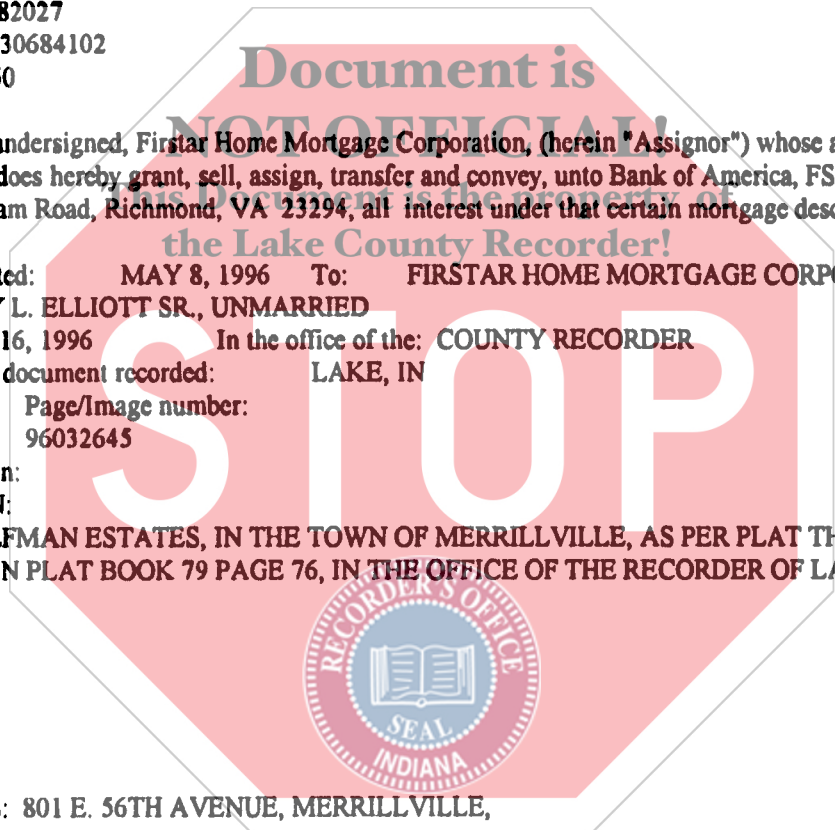 82027
30684102
Document is
NOT OFFICIAL!
This Document is the property of
the Lake County Recorder!
ndersigned, Firstar Home Mortgage Corporation, (herein "Assignor") whose a
does hereby grant, sell, assign, transfer and convey, unto Bank of America, FS
am Road, Richmond, VA 23294, all interest under that certain mortgage desc
ted: MAY 8, 1996 To: FIRSTAR HOME MORTGAGE CORPO
L. ELLIOTT SR., UNMARRIED
16, 1996 In the office of the: COUNTY RECORDER
document recorded: LAKE, IN
Page/Image number:
96032645
n:
STOP
FMAN ESTATES, IN THE TOWN OF MERRILLVILLE, AS PER PLAT TH
N PLAT BOOK 79 PAGE 76, IN THE OFFICE OF THE RECORDER OF LA
RECORDER'S OFFICE
SEAL
INDIANA
: 801 E. 56TH AVENUE, MERRILLVILLE,